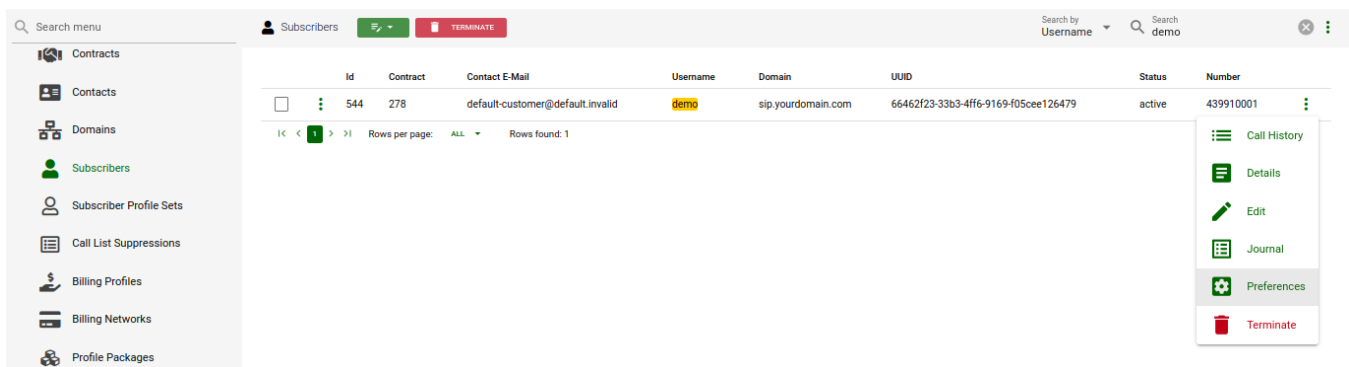 Search menu
Contracts
Contacts
Domains
Subscribers
Subscriber Profile Sets
Call List Suppressions
Billing Profiles
Billing Networks
Profile Packages
Subscribers
TERMINATE
Search by
Username
Search
demo
Id Contract Contact E-Mail Username Domain UUID Status Number
544 278 default-customer@default.invalid demo sip.yourdomain.com 66462f23-33b3-4ff6-9169-f05cee126479 active 439910001
1 Rows per page: ALL Rows found: 1
Call History
Details
Edit
Journal
Preferences
Terminate